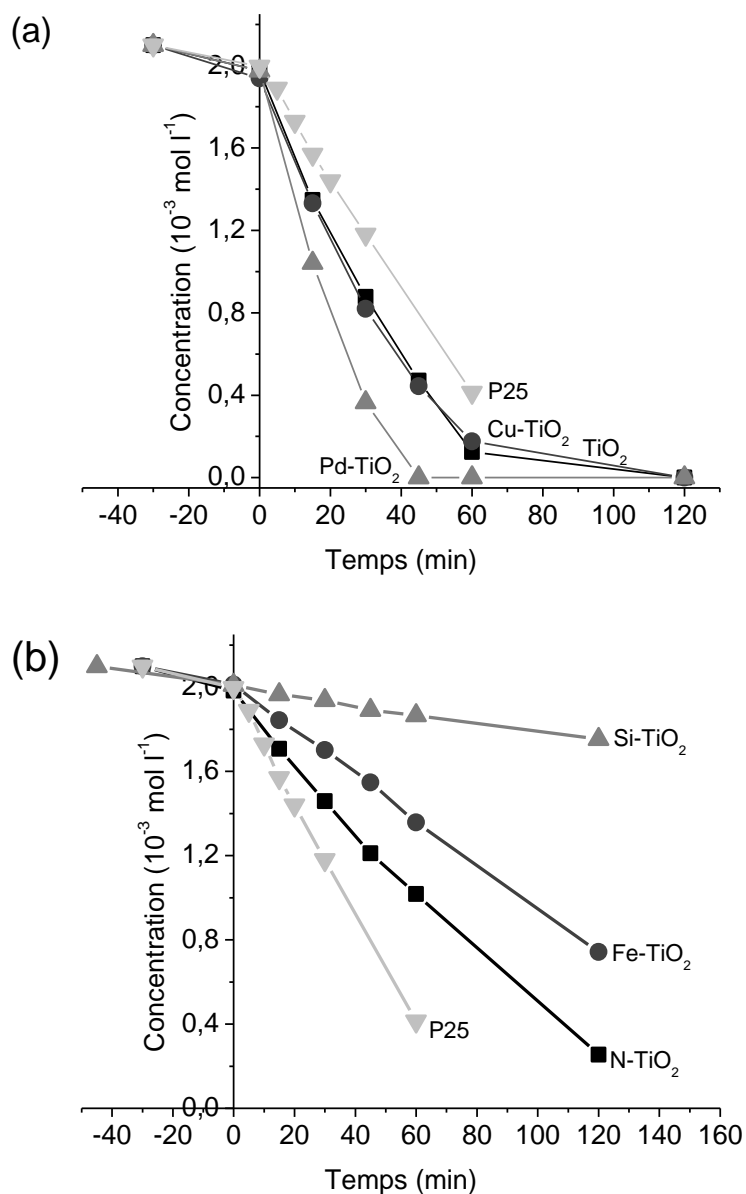 (a)
2,0
1,6
1,2
0,8
0,4
0,0
Concentration (10⁻³ mol l⁻¹)
P25
Cu-TiO₂
TiO₂
Pd-TiO₂
-40 -20 0 20 40 60 80 100 120
Temps (min)
(b)
2,0
1,6
1,2
0,8
0,4
0,0
Concentration (10⁻³ mol l⁻¹)
Si-TiO₂
Fe-TiO₂
P25
N-TiO₂
-40 -20 0 20 40 60 80 100 120 140 160
Temps (min)